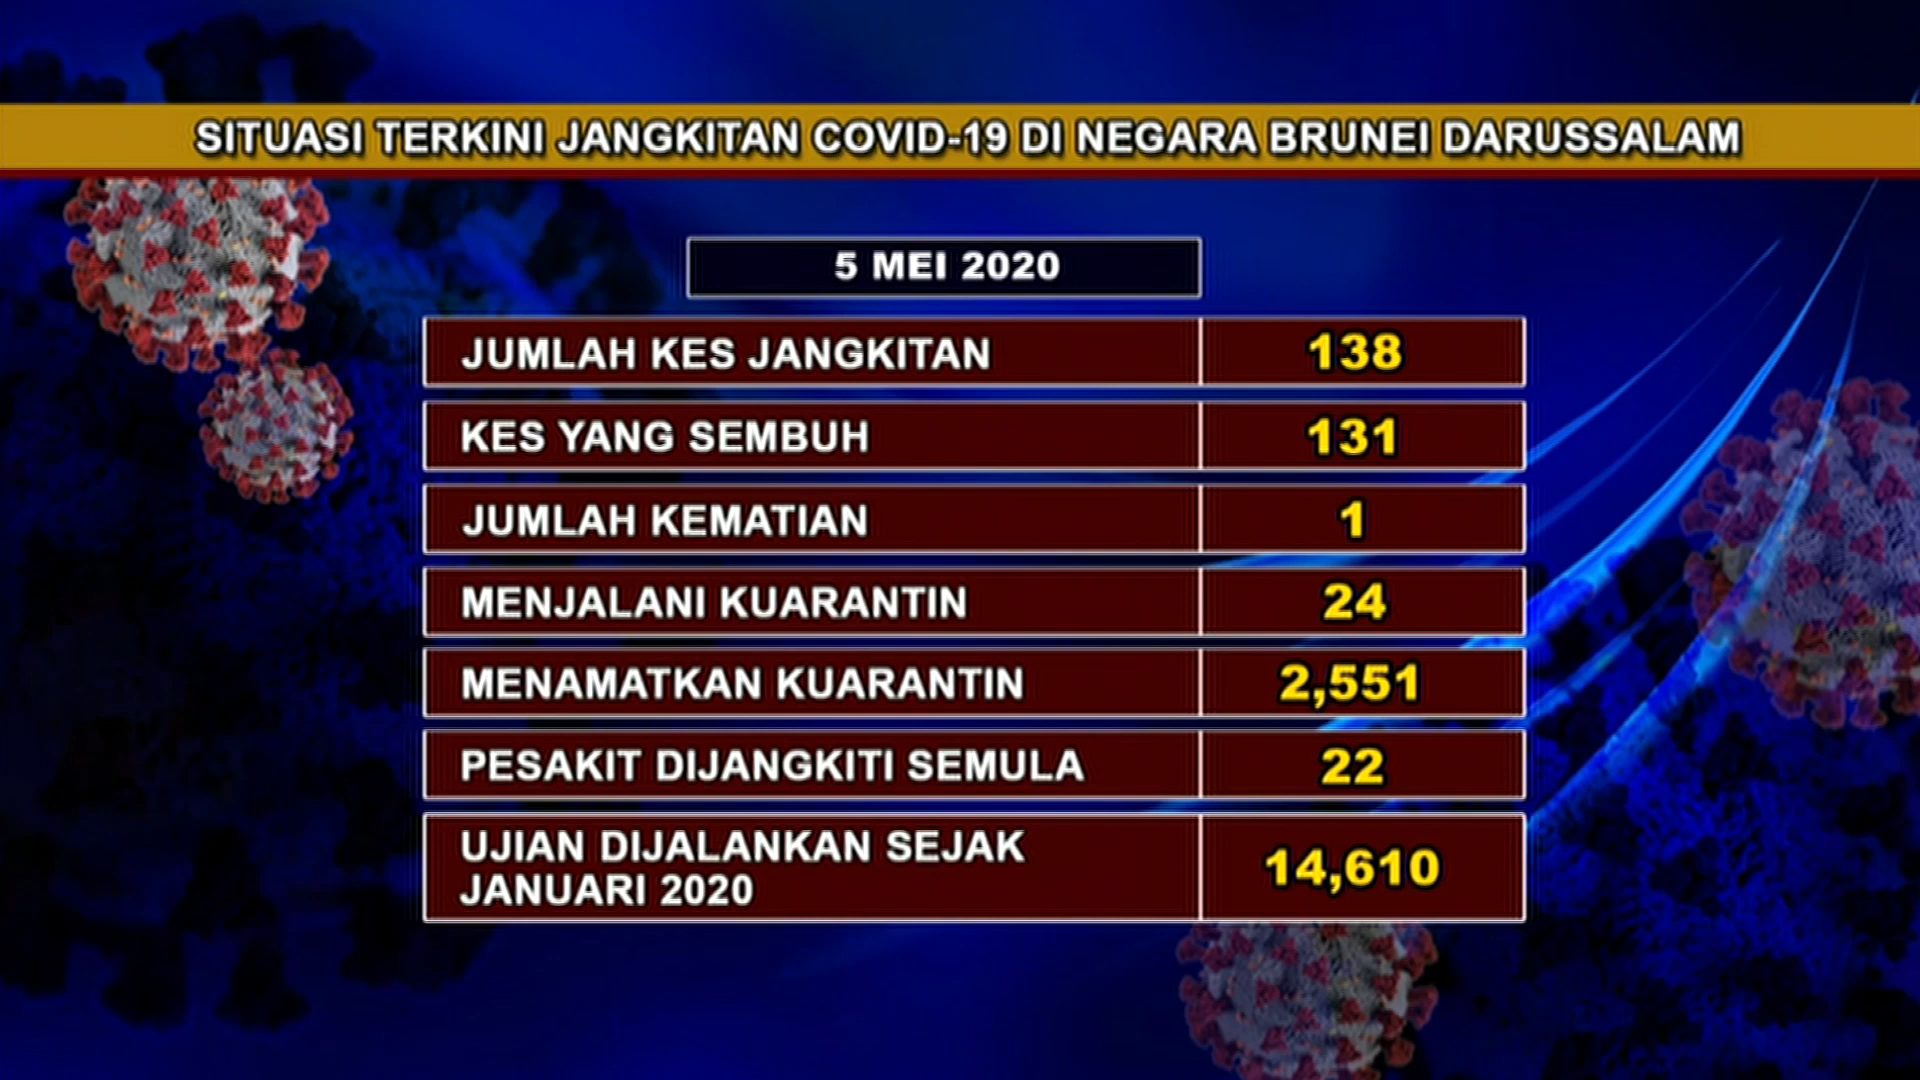 SITUASI TERKINI JANGKITAN COVID-19 DI NEGARA BRUNEI DARUSSALAM
5 MEI 2020
JUMLAH KES JANGKITAN 138
KES YANG SEMBUH 131
JUMLAH KEMATIAN 1
MENJALANI KUARANTIN 24
MENAMATKAN KUARANTIN 2,551
PESAKIT DIJANGKITI SEMULA 22
UJIAN DIJALANKAN SEJAK
JANUARI 2020 14,610